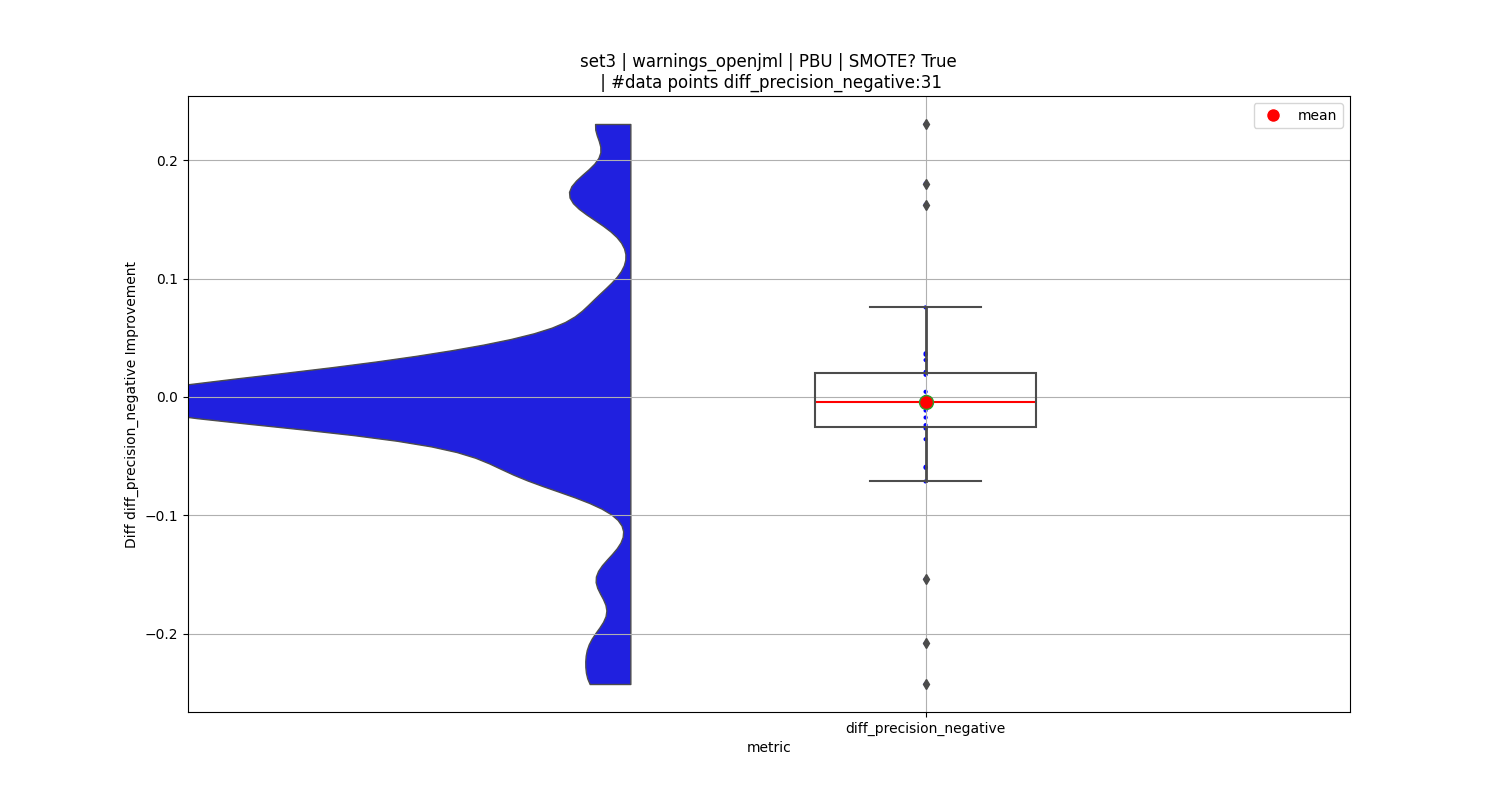 set3 | warnings_openjml | PBU | SMOTE? True
| #data points diff_precision_negative:31
mean
0.2
0.1
0.0
−0.1
−0.2
Diff diff_precision_negative Improvement
diff_precision_negative
metric